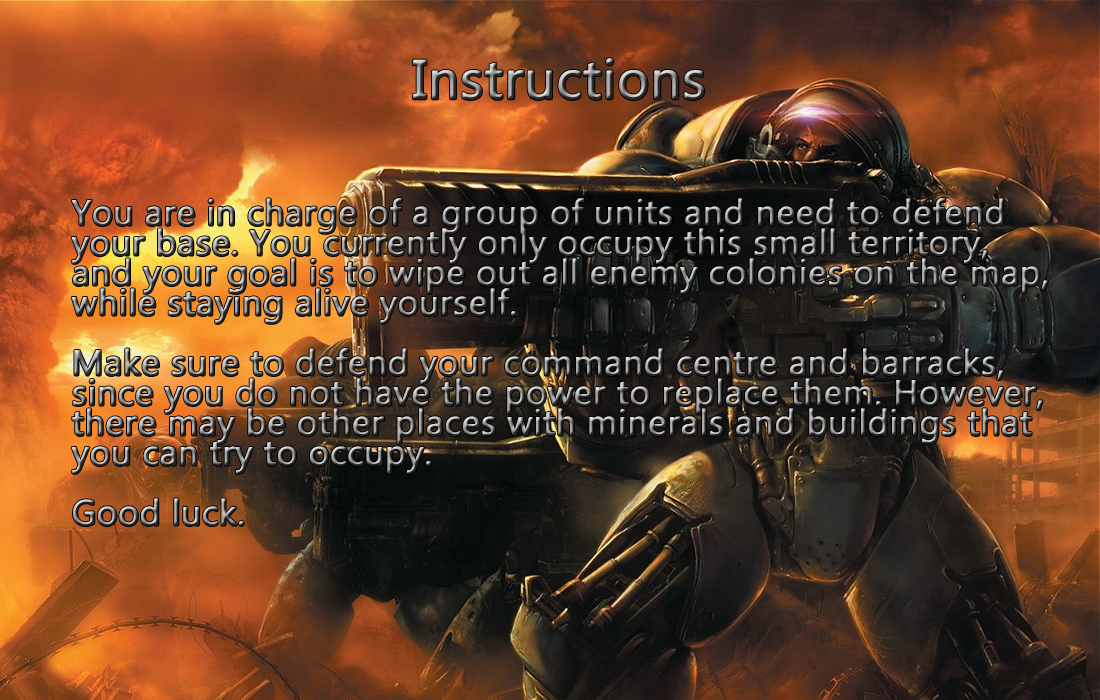 Instructions
You are in charge of a group of units and need to defend
your base. You currently only occupy this small territory,
and your goal is to wipe out all enemy colonies on the map,
while staying alive yourself.
Make sure to defend your command centre and barracks,
since you do not have the power to replace them. However,
there may be other places with minerals and buildings that
you can try to occupy.
Good luck.